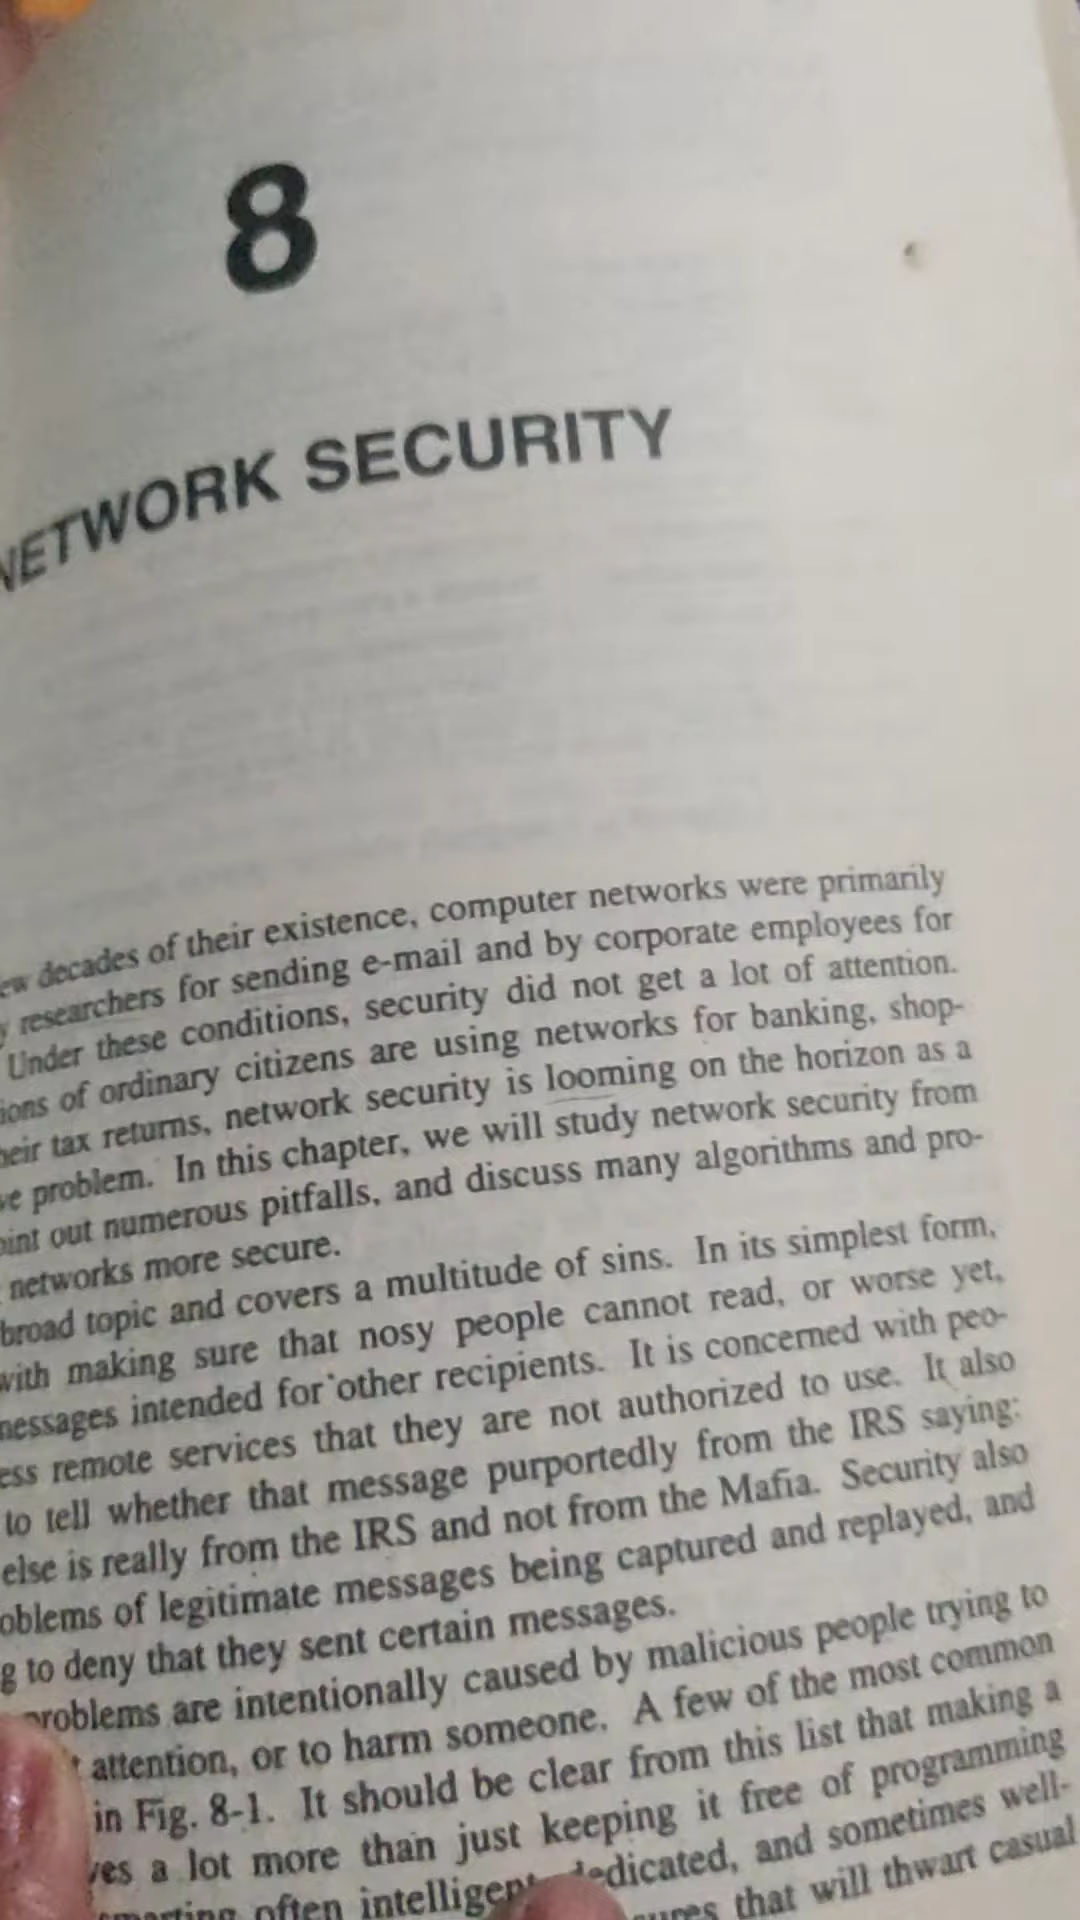 8
NETWORK SECURITY
decades of their existence, computer networks were primarily
researchers for sending e-mail and by corporate employees for
Under these conditions, security did not get a lot of attention.
ions of ordinary citizens are using networks for banking, shop-
heir tax returns, network security is looming on the horizon as a
ve problem. In this chapter, we will study network security from
oint out numerous pitfalls, and discuss many algorithms and pro-
networks more secure.
broad topic and covers a multitude of sins. In its simplest form,
with making sure that nosy people cannot read, or worse yet,
messages intended for other recipients. It is concerned with peo-
ess remote services that they are not authorized to use. It also
to tell whether that message purportedly from the IRS saying:
else is really from the IRS and not from the Mafia. Security also
oblems of legitimate messages being captured and replayed, and
g to deny that they sent certain messages.
problems are intentionally caused by malicious people trying to
attention, or to harm someone. A few of the most common
in Fig. 8-1. It should be clear from this list that making a
ves a lot more than just keeping it free of programming
often intelligent, dedicated, and sometimes well-
that will thwart casual